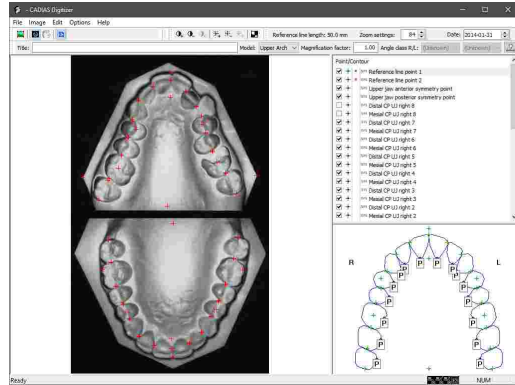 - CADIAS Digitizer
File Image Edit Options Help
Reference line length: 50.0 mm Zoom settings: 84 Date: 2014-03-31
Title: Model: Upper Arch Magnification factor: 1.00 Angle class R/L: (Unknown) (Unknown)
Point/Contour
Reference line point 1
Reference line point 2
Upper jaw anterior symmetry point
Upper jaw posterior symmetry point
Distal CP UJ right 8
Mesial CP UJ right 8
Distal CP UJ right 7
Mesial CP UJ right 7
Distal CP UJ right 6
Mesial CP UJ right 6
Distal CP UJ right 5
Mesial CP UJ right 5
Distal CP UJ right 4
Mesial CP UJ right 4
Distal CP UJ right 3
Mesial CP UJ right 3
Distal CP UJ right 2
Mesial CP UJ right 2
R L
P P P P
P P
P P
P P
P P
P P
Ready NUM